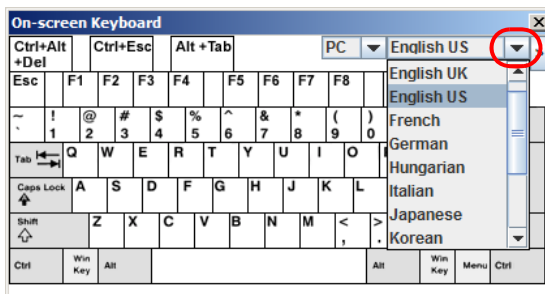 On-screen Keyboard
Ctrl+Alt+Del Ctrl+Esc Alt +Tab PC English US
English UK
English US
French
German
Hungarian
Italian
Japanese
Korean
Esc F1 F2 F3 F4 F5 F6 F7 F8
~ ! @ # $ % ^ & * ( )
` 1 2 3 4 5 6 7 8 9 0
Tab Q W E R T Y U I O
Caps Lock A S D F G H J K L
Shift Z X C V B N M < >
, .
Ctrl Win Key Alt Alt Win Key Menu Ctrl